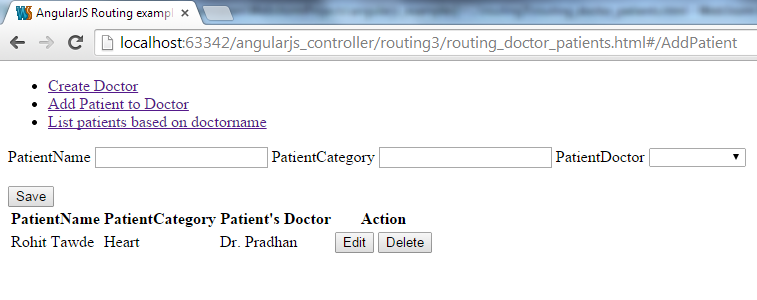 AngularJS Routing exampl
localhost:63342/angularjs_controller/routing3/routing_doctor_patients.html#/AddPatient
Create Doctor
Add Patient to Doctor
List patients based on doctorname
PatientName PatientCategory PatientDoctor
Save
PatientName PatientCategory Patient's Doctor Action
Rohit Tawde Heart Dr. Pradhan Edit Delete